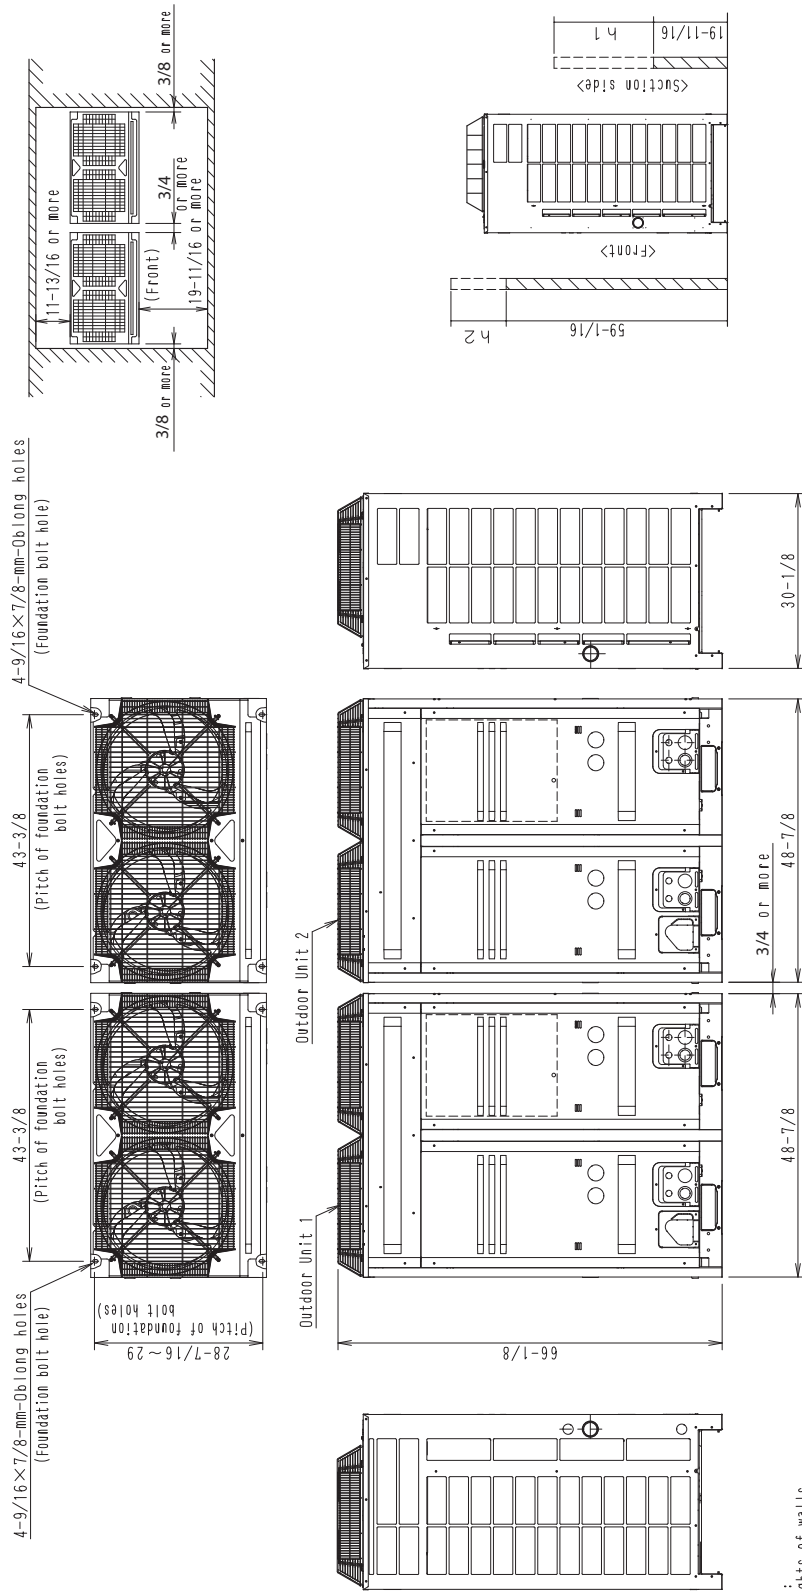 4-9/16×7/8-mm-Oblong holes
(Foundation bolt hole)
43-3/8
(Pitch of foundation
bolt holes)
28-7/16~29
(Pitch of foundation
bolt holes)
43-3/8
(Pitch of foundation
bolt holes)
4-9/16×7/8-mm-Oblong holes
(Foundation bolt hole)
3/8 or more
11-13/16 or more
(Front)
19-11/16 or more
3/4
or more
3/8 or more
Outdoor Unit 1
Outdoor Unit 2
66-1/8
48-7/8
3/4 or more
48-7/8
30-1/8
h2
59-1/16
<Front>
<Suction side>
h1
19-11/16
of walls